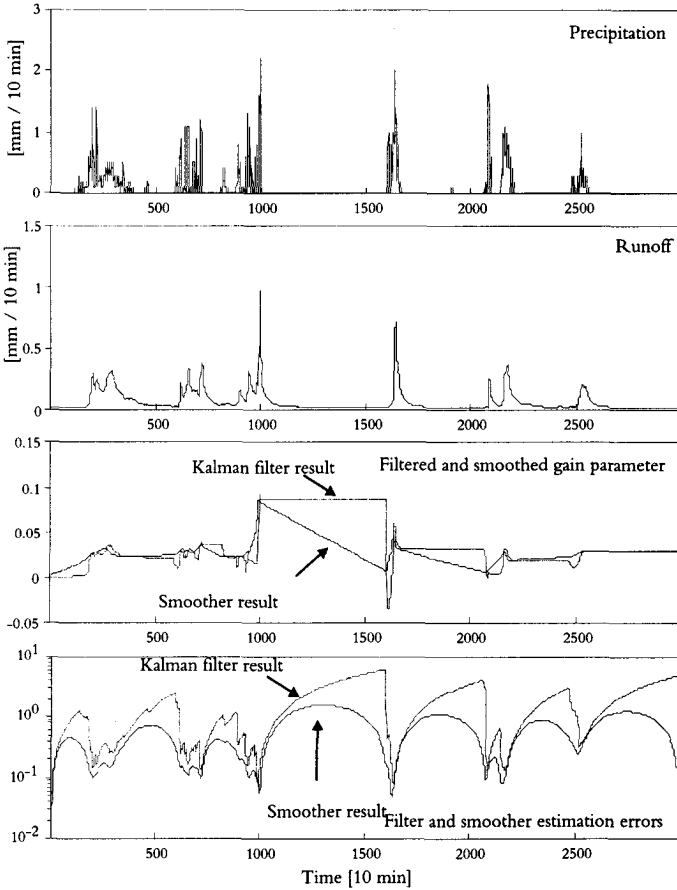 3
Precipitation
2
[mm / 10 min]
1
0
500 1000 1500 2000 2500
1.5
Runoff
1
[mm / 10 min]
0.5
0
500 1000 1500 2000 2500
0.15
Kalman filter result
Filtered and smoothed gain parameter
0.1
0.05
0
Smoother result
-0.05
500 1000 1500 2000 2500
10^1
Kalman filter result
10^0
10^-1
Smoother result
Filter and smoother estimation errors
10^-2
500 1000 1500 2000 2500
Time [10 min]